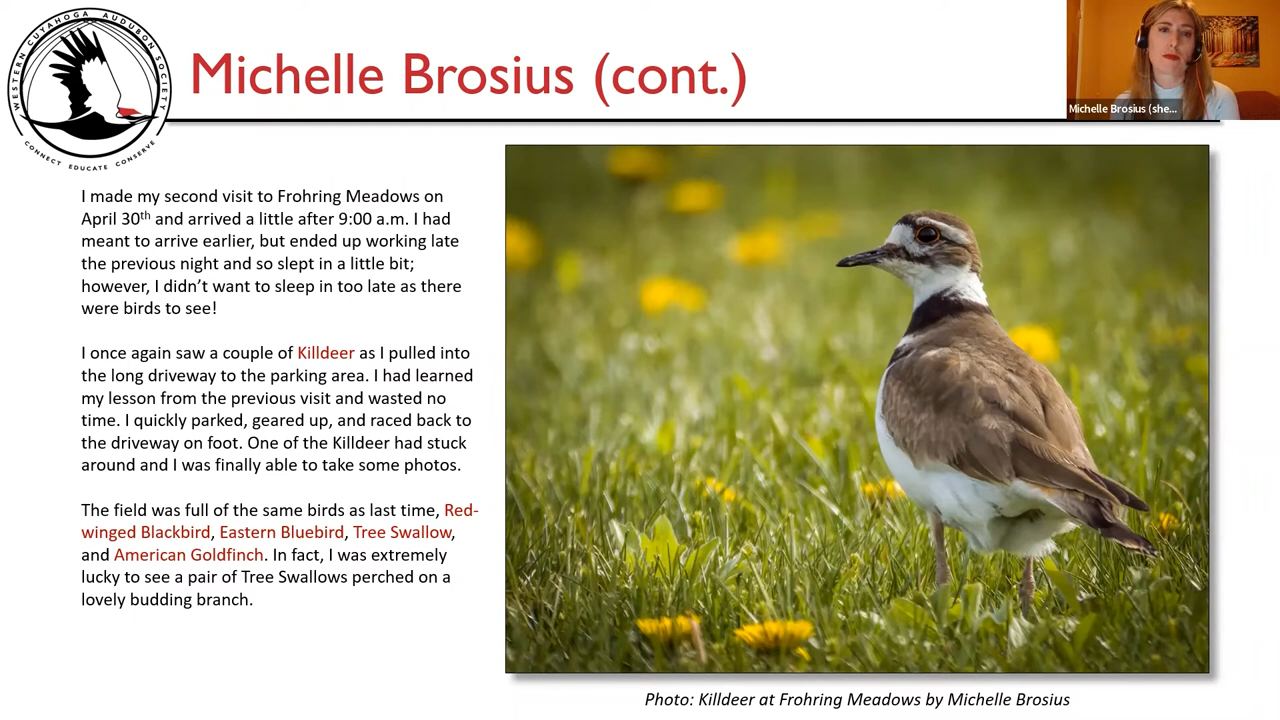 WESTERN CUYAHOGA AUDUBON SOCIETY
CONNECT EDUCATE CONSERVE
Michelle Brosius (cont.)
Michelle Brosius (she...
I made my second visit to Frohring Meadows on
April 30th and arrived a little after 9:00 a.m. I had
meant to arrive earlier, but ended up working late
the previous night and so slept in a little bit;
however, I didn’t want to sleep in too late as there
were birds to see!
I once again saw a couple of Killdeer as I pulled into
the long driveway to the parking area. I had learned
my lesson from the previous visit and wasted no
time. I quickly parked, geared up, and raced back to
the driveway on foot. One of the Killdeer had stuck
around and I was finally able to take some photos.
The field was full of the same birds as last time, Red-
winged Blackbird, Eastern Bluebird, Tree Swallow,
and American Goldfinch. In fact, I was extremely
lucky to see a pair of Tree Swallows perched on a
lovely budding branch.
Photo: Killdeer at Frohring Meadows by Michelle Brosius